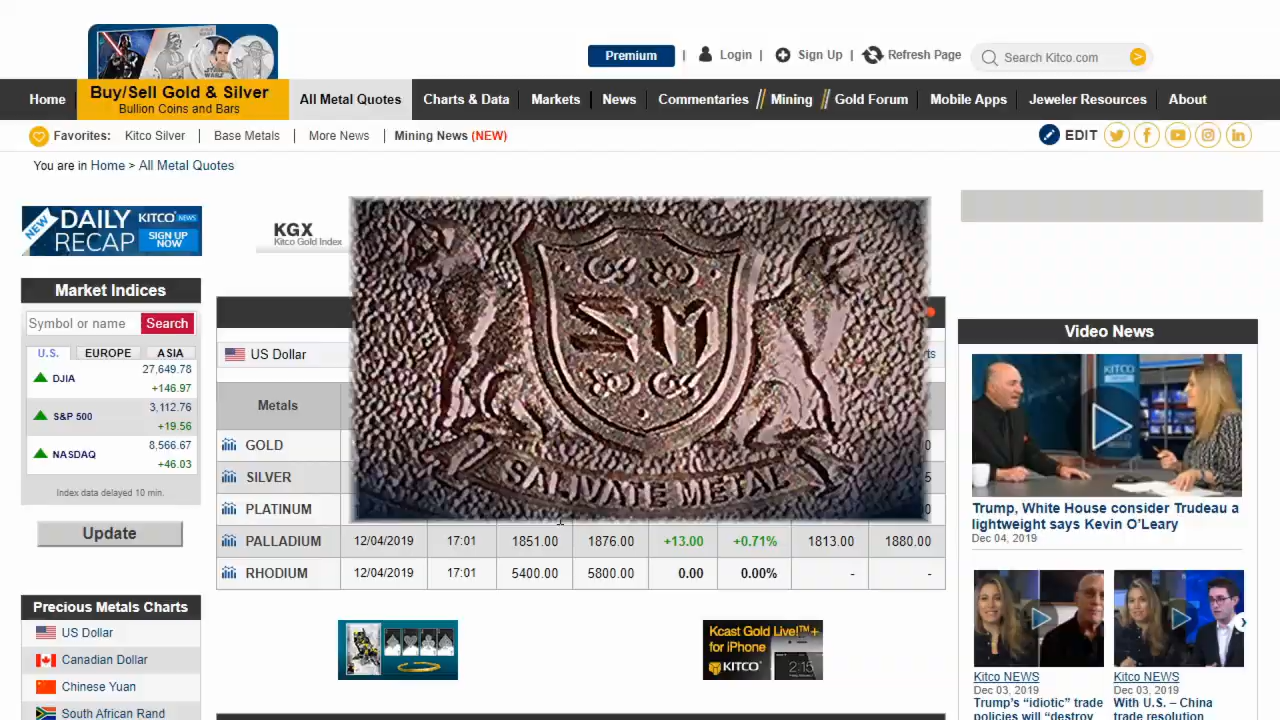 STAR WARS
Premium | Login | Sign Up | Refresh Page Search Kitco.com >
Home Buy/Sell Gold & Silver All Metal Quotes Charts & Data Markets News Commentaries // Mining // Gold Forum Mobile Apps Jeweler Resources About
Bullion Coins and Bars
Favorites: Kitco Silver | Base Metals | More News | Mining News (NEW) EDIT
You are in Home > All Metal Quotes
NEW DAILY RECAP KITCO NEWS SIGN UP NOW
KGX
Kitco Gold Index
SM
SALIVATE METAL
Market Indices
Symbol or name Search
U.S. EUROPE ASIA
DJIA 27,649.78
+146.97
S&P 500 3,112.76
+19.56
NASDAQ 8,566.67
+46.03
Index data delayed 10 min.
Update
Precious Metals Charts
US Dollar
Canadian Dollar
Chinese Yuan
South African Rand
US Dollar
Metals
GOLD
SILVER 5
PLATINUM 0
PALLADIUM 12/04/2019 17:01 1851.00 1876.00 +13.00 +0.71% 1813.00 1880.00
RHODIUM 12/04/2019 17:01 5400.00 5800.00 0.00 0.00% - -
Kcast Gold Live!™+
for iPhone
KITCO 2:15
Video News
KITCO
Trump, White House consider Trudeau a
lightweight says Kevin O'Leary
Dec 04, 2019
Kitco NEWS
Dec 03, 2019
Trump's "idiotic" trade
policies will "destroy
Kitco NEWS
Dec 03, 2019
With U.S. – China
trade resolution